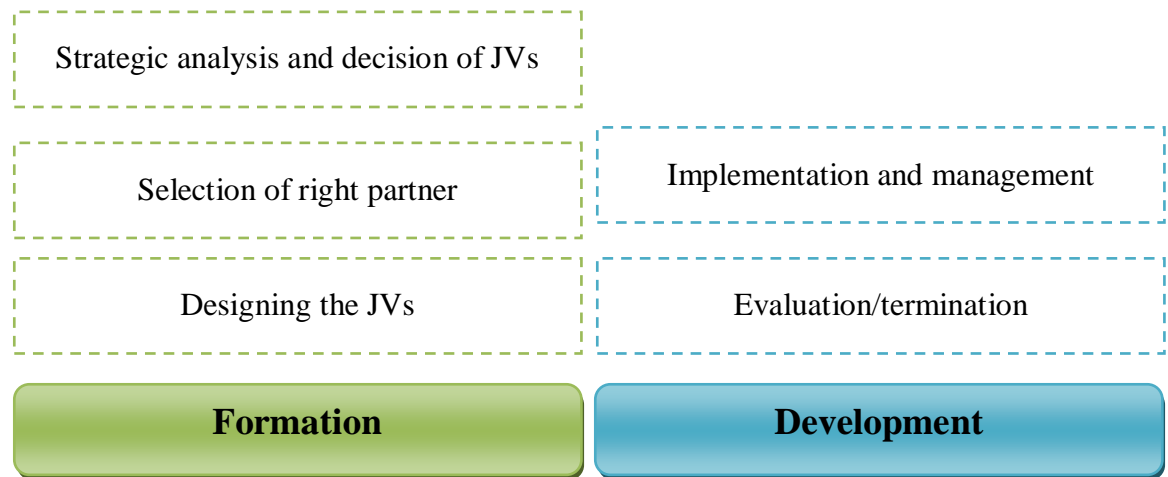 Strategic analysis and decision of JVs
Selection of right partner
Designing the JVs
Formation
Implementation and management
Evaluation/termination
Development